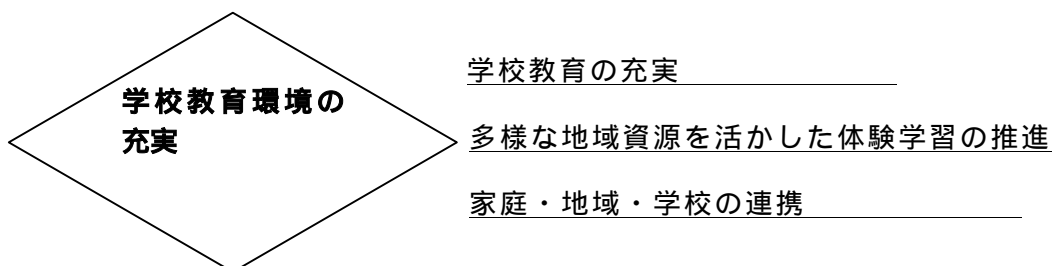 学校教育環境の
充実
学校教育の充実
多様な地域資源を活かした体験学習の推進
家庭・地域・学校の連携